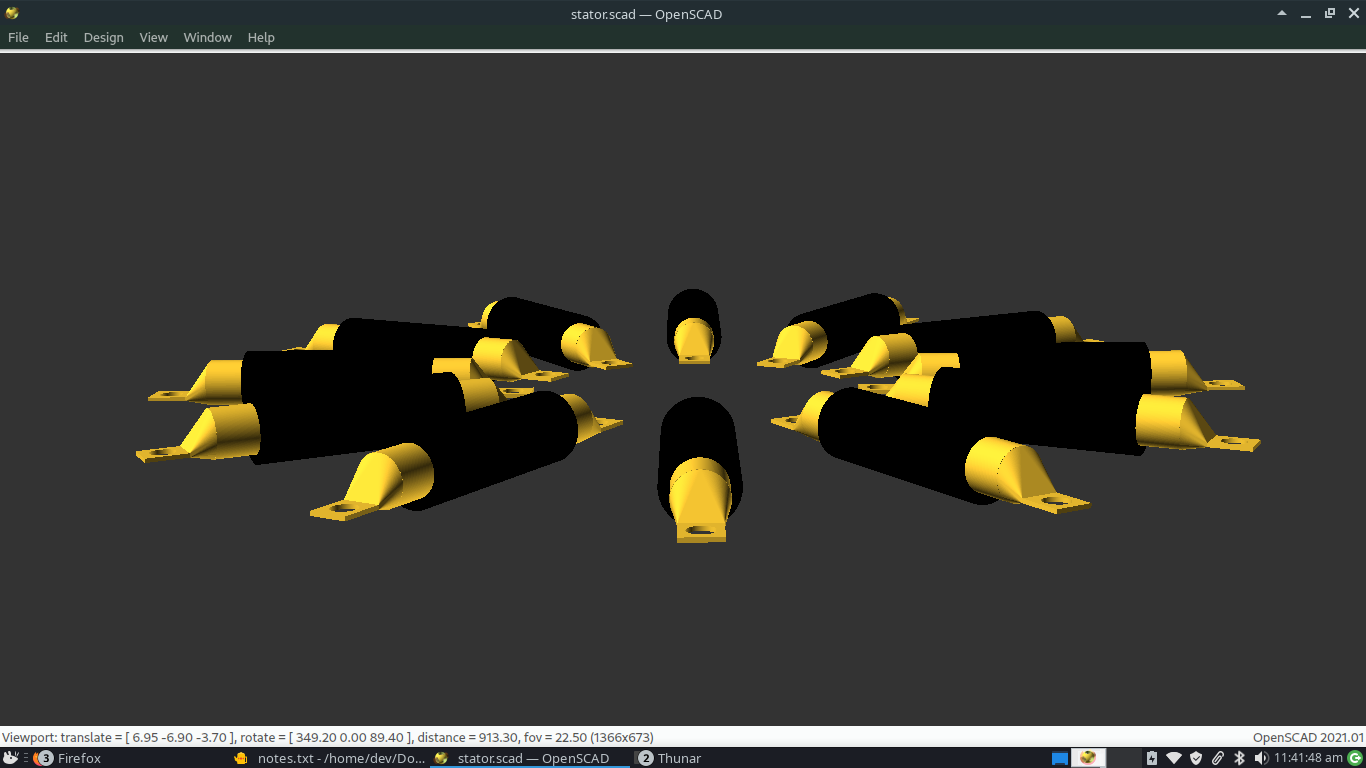 stator.scad — OpenSCAD
File Edit Design View Window Help
Viewport: translate = [ 6.95 -6.90 -3.70 ], rotate = [ 349.20 0.00 89.40 ], distance = 913.30, fov = 22.50 (1366x673) OpenSCAD 2021.01
3 Firefox notes.txt - /home/dev/Do... stator.scad — OpenSCAD 2 Thunar 11:41:48 am